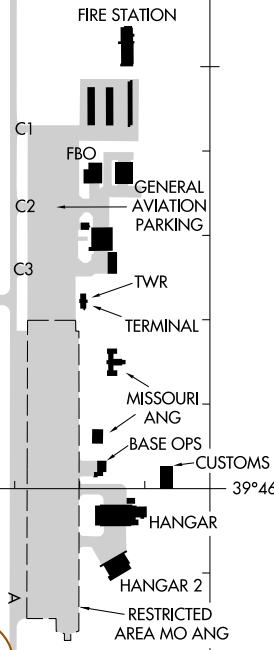 FIRE STATION
C1
FBO
GENERAL
AVIATION
PARKING
C2
C3
TWR
TERMINAL
MISSOURI
ANG
BASE OPS
CUSTOMS
39°46
HANGAR
HANGAR 2
A
RESTRICTED
AREA MO ANG